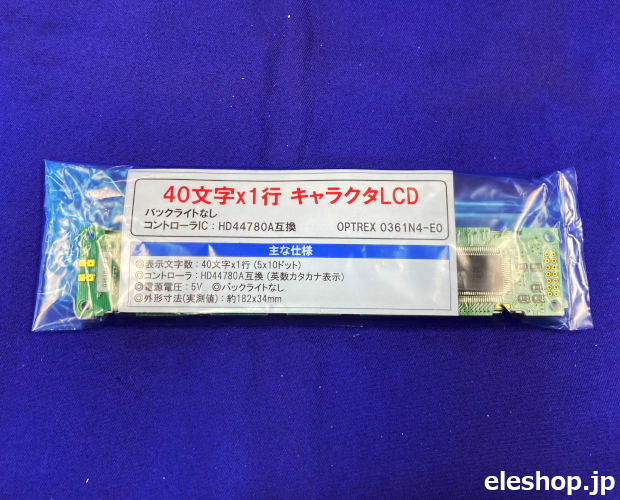 40文字x1行 キャラクタLCD
バックライトなし
コントローラIC：HD44780A互換 OPTREX 0361N4-E0
主な仕様
◎表示文字数：40文字x1行 (5x10ドット)
◎コントローラ：HD44780A互換 (英数カタカナ表示)
◎電源電圧：5V ◎バックライトなし
◎外形寸法(実測値)：約182x34mm
eleshop.jp